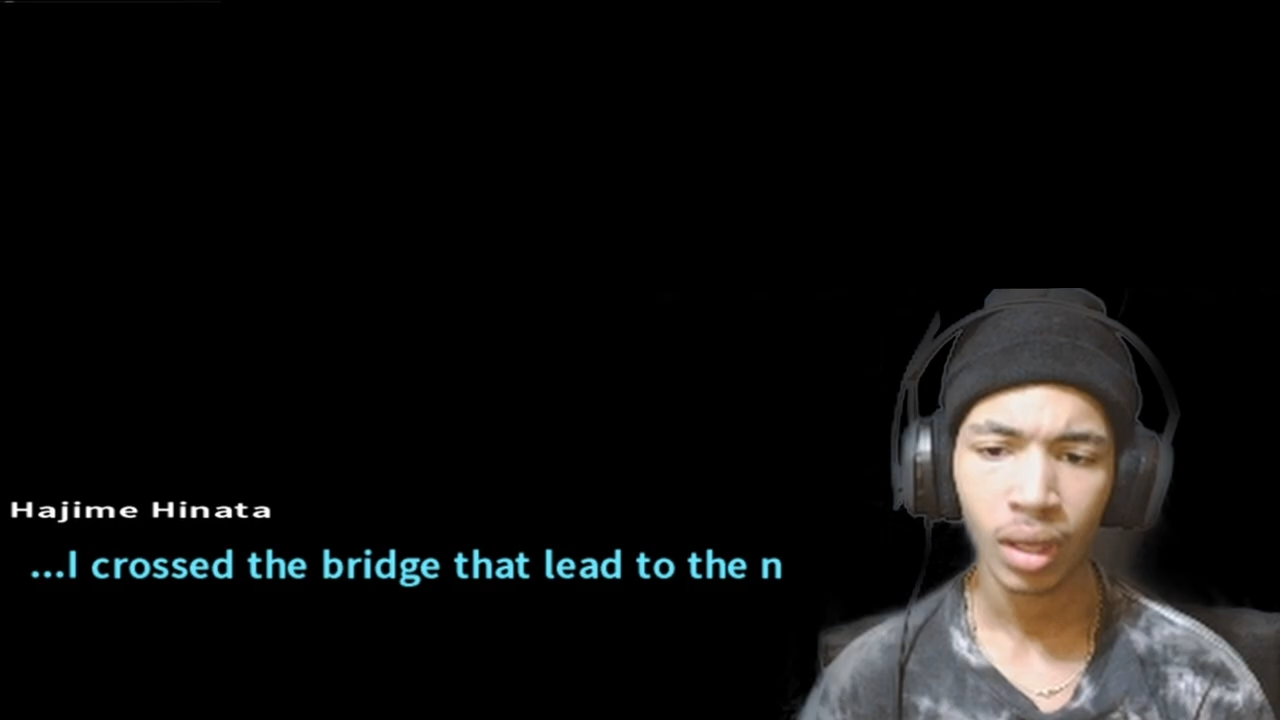 Hajime Hinata
...I crossed the bridge that lead to the n